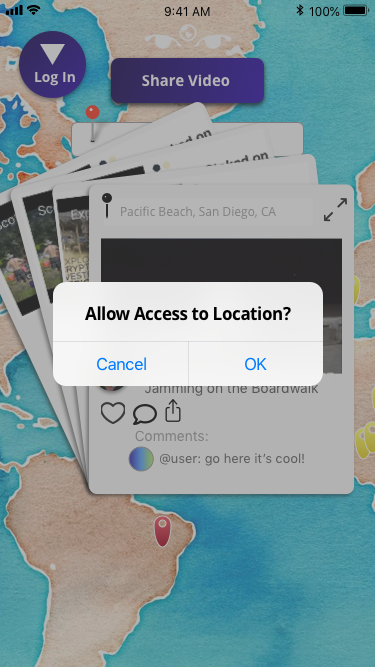 9:41 AM
100%
Log In
Share Video
Pacific Beach, San Diego, CA
Allow Access to Location?
Cancel
OK
Jamming on the Boardwalk
Comments:
@user: go here it's cool!